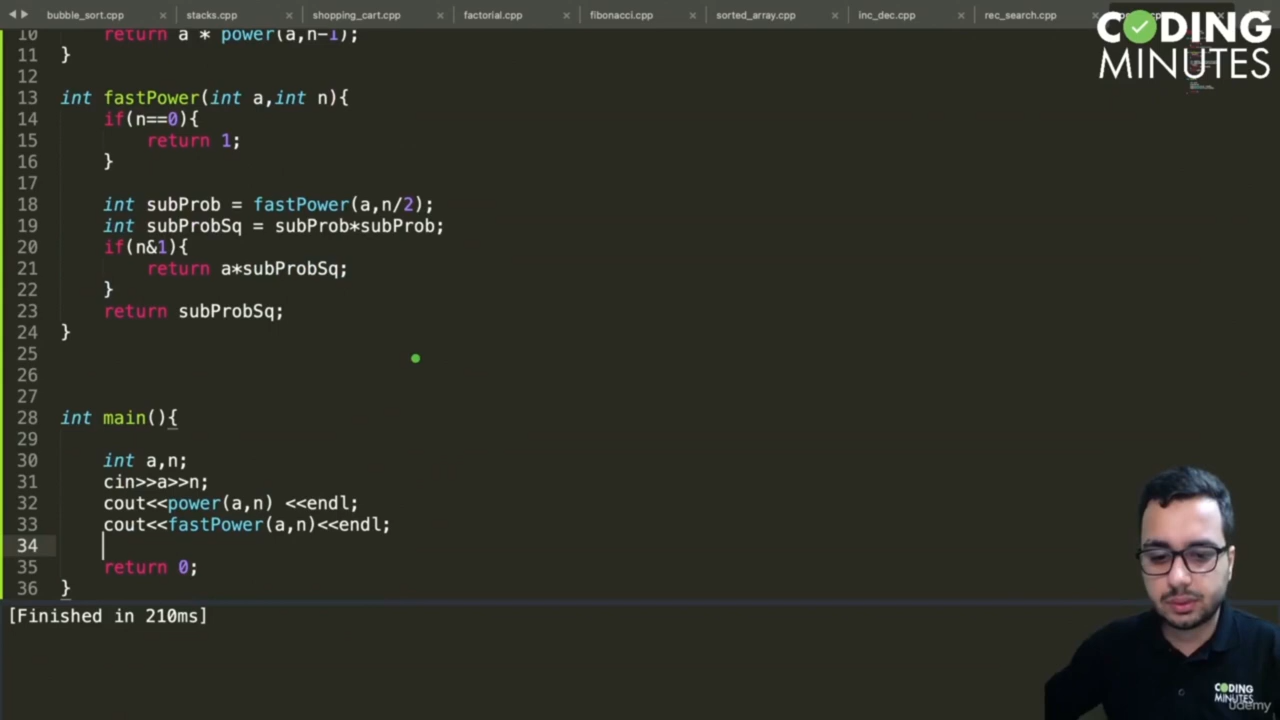 bubble_sort.cpp × stacks.cpp × shopping_cart.cpp × factorial.cpp × fibonacci.cpp × sorted_array.cpp × inc_dec.cpp × rec_search.cpp ×
CODING
MINUTES
10 return a * power(a,n-1);
11 }
12
13 int fastPower(int a,int n){
14 if(n==0){
15 return 1;
16 }
17
18 int subProb = fastPower(a,n/2);
19 int subProbSq = subProb*subProb;
20 if(n&1){
21 return a*subProbSq;
22 }
23 return subProbSq;
24 }
25
26
27
28 int main(){
29
30 int a,n;
31 cin>>a>>n;
32 cout<<power(a,n) <<endl;
33 cout<<fastPower(a,n)<<endl;
34
35 return 0;
36 }
[Finished in 210ms]
CODING
MINUTES
Udemy